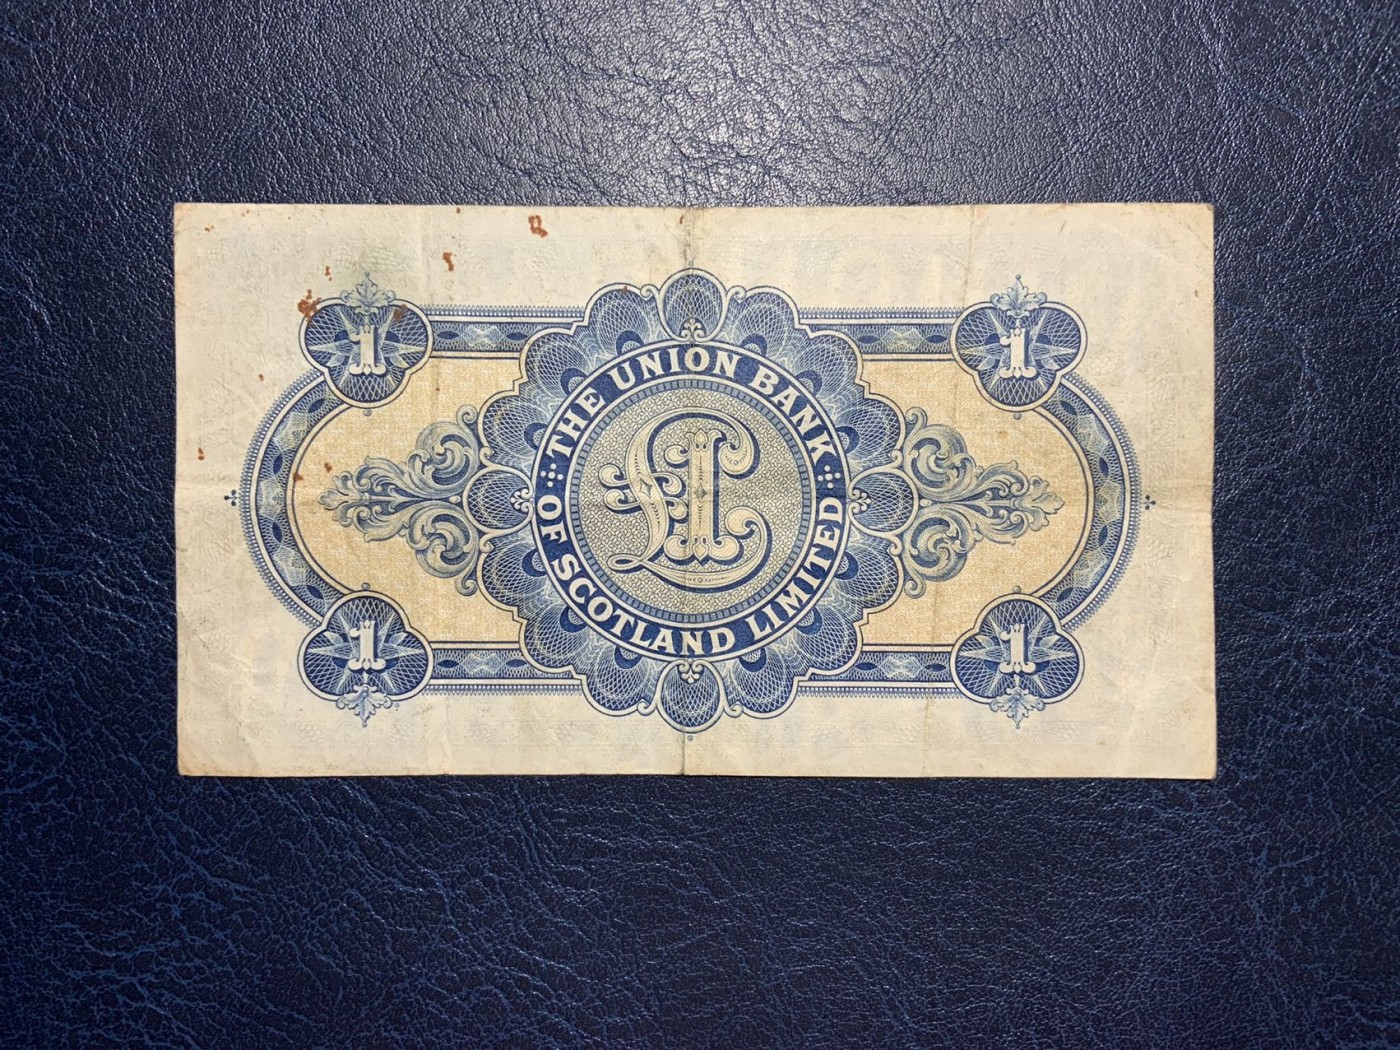 1 1
THE UNION BANK
£1
OF SCOTLAND LIMITED
1 1